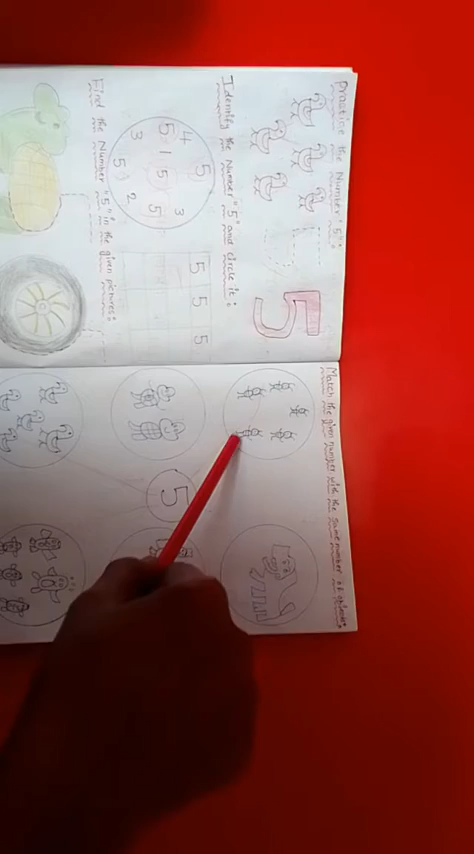 Practice the Number "5":
5
Identify the Number "5" and circle it:
4
5
5
3
1
5
3
5
5
2
5 5 5
Find the Number "5" in the given pictures:
Match the given number with the same number of objects:
5